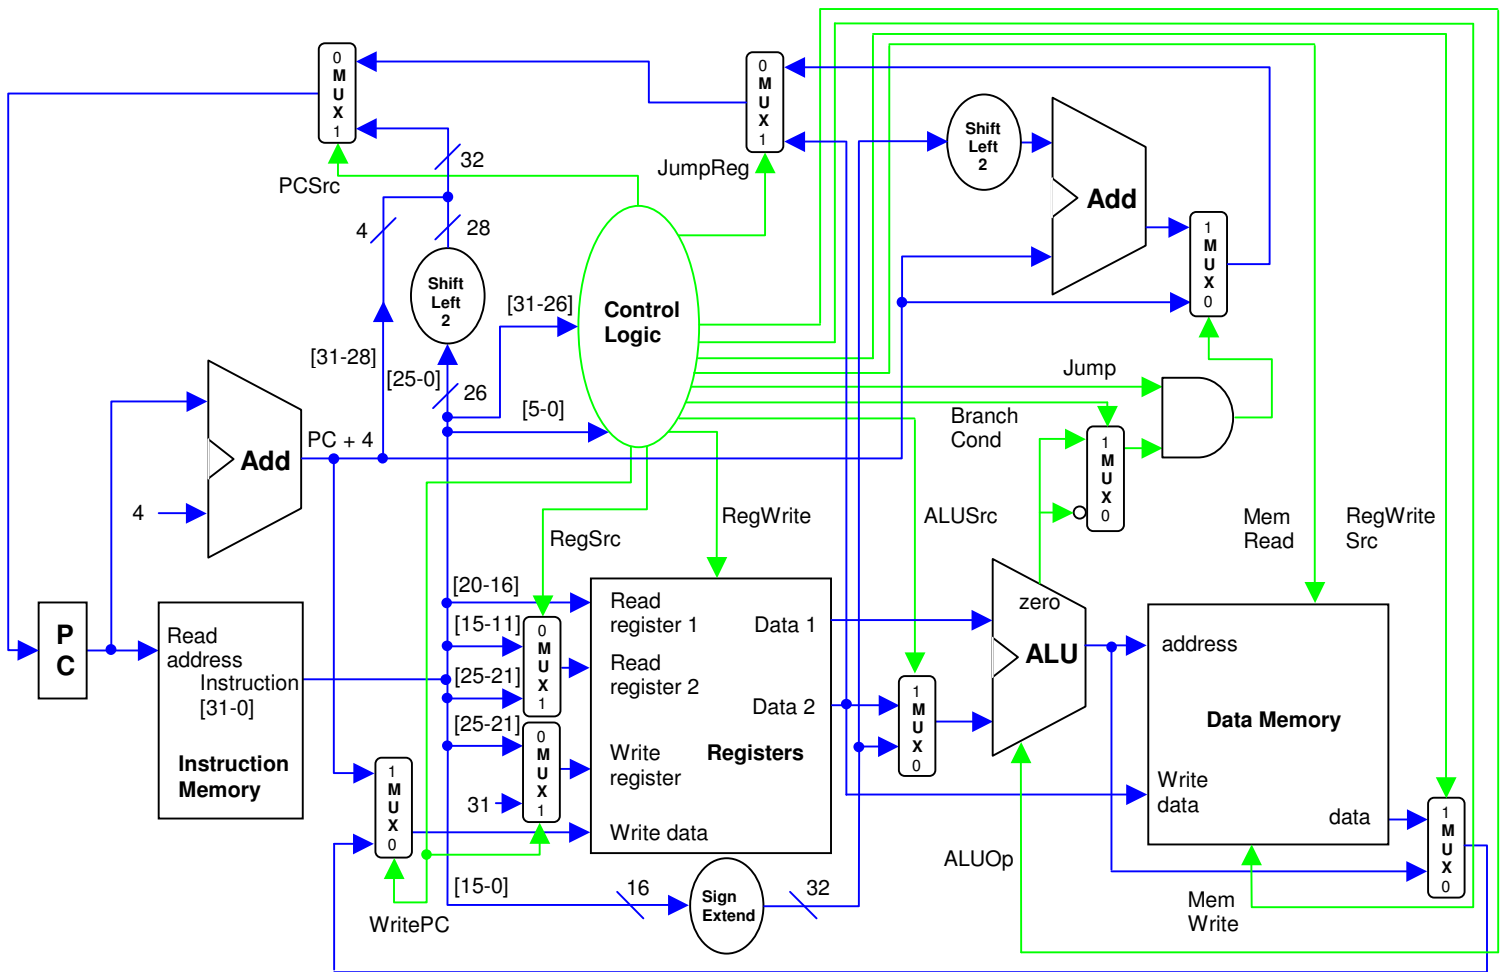 0
M
U
X
1
PCSrc
32
4
28
Shift
Left
2
[31-28]
[25-0]
26
[31-26]
[5-0]
Control
Logic
0
M
U
X
1
JumpReg
Shift
Left
2
Add
1
M
U
X
0
Jump
Branch
Cond
1
M
U
X
0
PC + 4
Add
4
P
C
Read
address
Instruction
[31-0]
Instruction
Memory
RegSrc
RegWrite
ALUSrc
Mem
Read
RegWrite
Src
[20-16]
[15-11]
[25-21]
[25-21]
31
0
M
U
X
1
0
M
U
X
1
Read
register 1
Read
register 2
Write
register
Write data
Data 1
Data 2
Registers
1
M
U
X
0
zero
ALU
address
Data Memory
Write
data
data
1
M
U
X
0
1
M
U
X
0
WritePC
[15-0]
16
Sign
Extend
32
ALUOp
Mem
Write